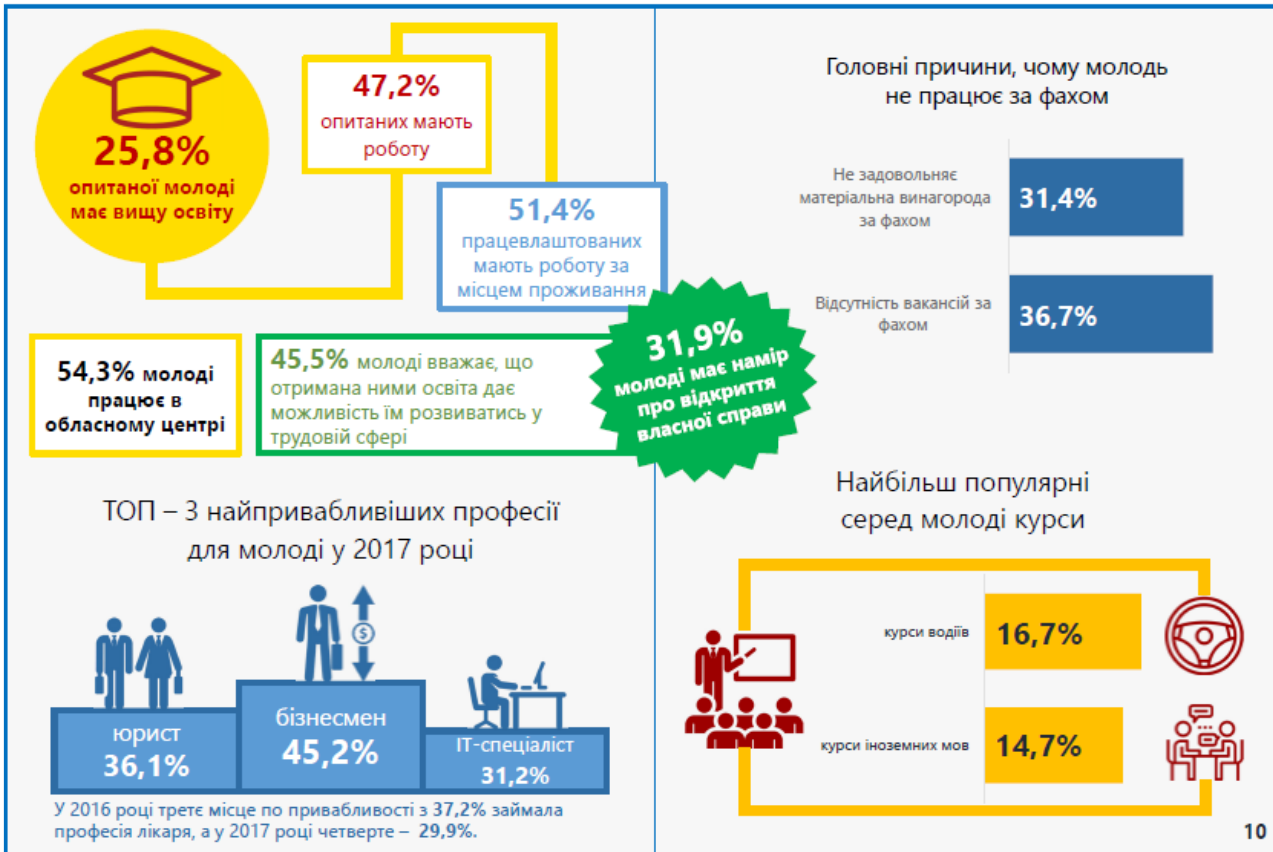 25,8%
опитаної молоді
має вищу освіту
47,2%
опитаних мають
роботу
51,4%
працевлаштованих
мають роботу за
місцем проживання
54,3% молоді
працює в
обласному центрі
45,5% молоді вважає, що
отримана ними освіта дає
можливість їм розвиватись у
трудовій сфері
31,9%
молоді має намір
про відкриття
власної справи
ТОП – 3 найпривабливіших професії
для молоді у 2017 році
$
юрист
36,1%
бізнесмен
45,2%
ІТ-спеціаліст
31,2%
У 2016 році третє місце по привабливості з 37,2% займала
професія лікаря, а у 2017 році четверте – 29,9%.
Головні причини, чому молодь
не працює за фахом
Не задовольняє
матеріальна винагорода
за фахом
31,4%
Відсутність вакансій за
фахом
36,7%
Найбільш популярні
серед молоді курси
курси водіїв
16,7%
курси іноземних мов
14,7%
10